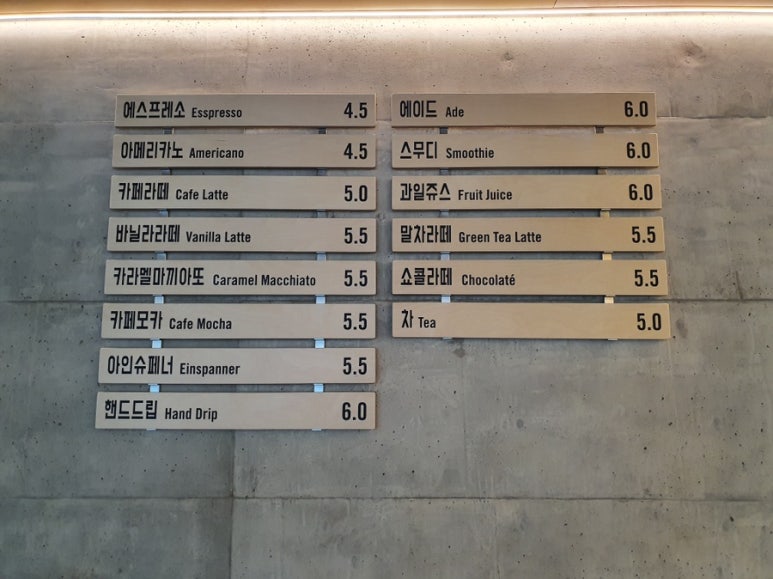 에스프레소 Esspresso 4.5
아메리카노 Americano 4.5
카페라떼 Cafe Latte 5.0
바닐라라떼 Vanilla Latte 5.5
카라멜마끼아또 Caramel Macchiato 5.5
카페모카 Cafe Mocha 5.5
아인슈페너 Einspanner 5.5
핸드드립 Hand Drip 6.0
에이드 Ade 6.0
스무디 Smoothie 6.0
과일쥬스 Fruit Juice 6.0
말차라떼 Green Tea Latte 5.5
쇼콜라떼 Chocolaté 5.5
차 Tea 5.0